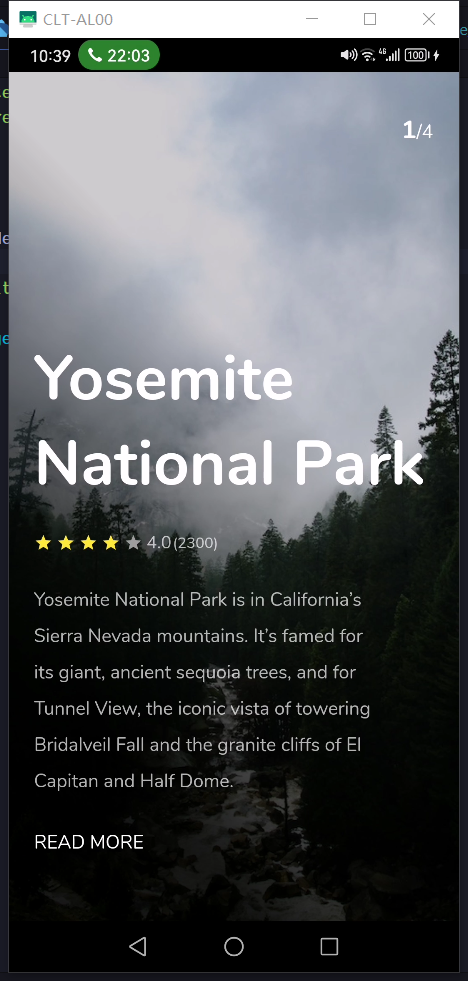 CLT-AL00
10:39 22:03 4G 100
1/4
Yosemite
National Park
4.0(2300)
Yosemite National Park is in California’s
Sierra Nevada mountains. It’s famed for
its giant, ancient sequoia trees, and for
Tunnel View, the iconic vista of towering
Bridalveil Fall and the granite cliffs of El
Capitan and Half Dome.
READ MORE